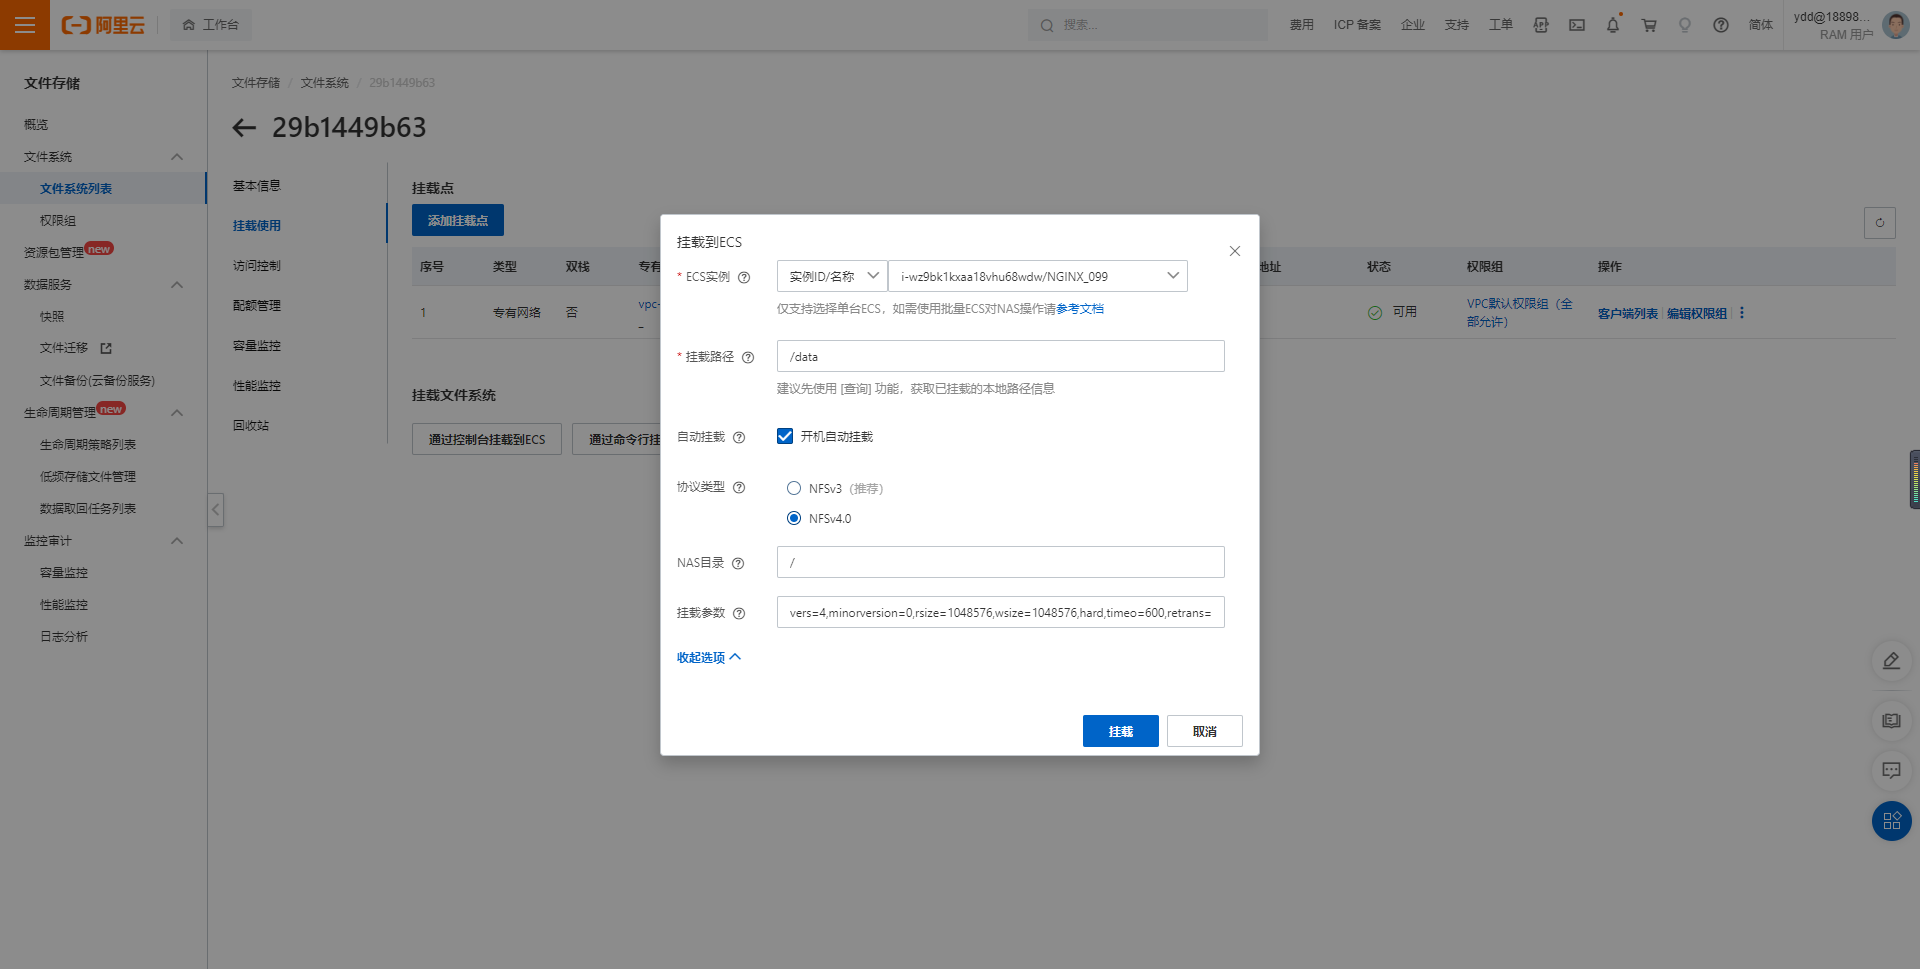 阿里云
工作台
搜索...
费用
ICP 备案
企业
支持
工单
简体
ydd@18898...
RAM 用户
文件存储
概览
文件系统
文件系统列表
权限组
资源包管理 new
数据服务
快照
文件迁移
文件备份(云备份服务)
生命周期管理 new
生命周期策略列表
低频存储文件管理
数据取回任务列表
监控审计
容量监控
性能监控
日志分析
文件存储 / 文件系统 / 29b1449b63
29b1449b63
基本信息
挂载使用
访问控制
配额管理
容量监控
性能监控
回收站
挂载点
添加挂载点
序号 类型 双栈 专有 地址 状态 权限组 操作
1 专有网络 否 vpc- - 可用 VPC默认权限组（全部允许） 客户端列表 编辑权限组
挂载文件系统
通过控制台挂载到ECS
通过命令行挂
挂载到ECS
* ECS实例 实例ID/名称 i-wz9bk1kxaa18vhu68wdw/NGINX_099
仅支持选择单台ECS，如需使用批量ECS对NAS操作请参考文档
* 挂载路径 /data
建议先使用 [查询] 功能，获取已挂载的本地路径信息
自动挂载 开机自动挂载
协议类型 NFSv3（推荐）
NFSv4.0
NAS目录 /
挂载参数 vers=4,minorversion=0,rsize=1048576,wsize=1048576,hard,timeo=600,retrans=
收起选项
挂载
取消